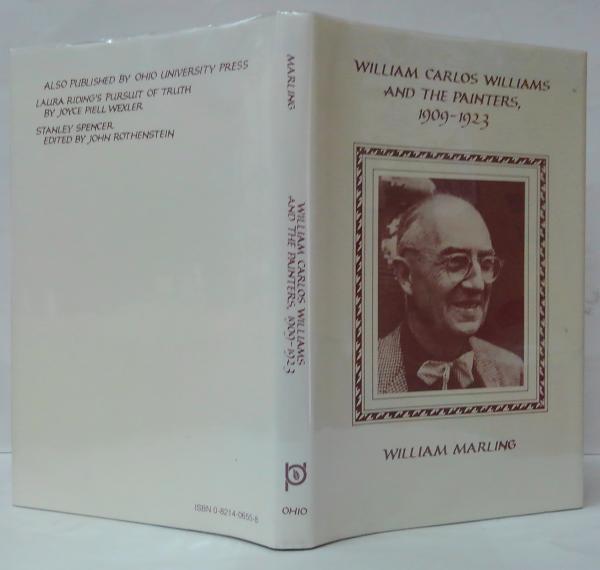 ALSO PUBLISHED BY OHIO UNIVERSITY PRESS
LAURA RIDING'S PURSUIT OF TRUTH
BY JOYCE PIELL WEXLER
STANLEY SPENCER
EDITED BY JOHN ROTHENSTEIN
ISBN 0-8214-0655-8
MARLING
WILLIAM CARLOS WILLIAMS
AND THE PAINTERS, 1909-1923
OHIO
WILLIAM CARLOS WILLIAMS
AND THE PAINTERS,
1909-1923
WILLIAM MARLING